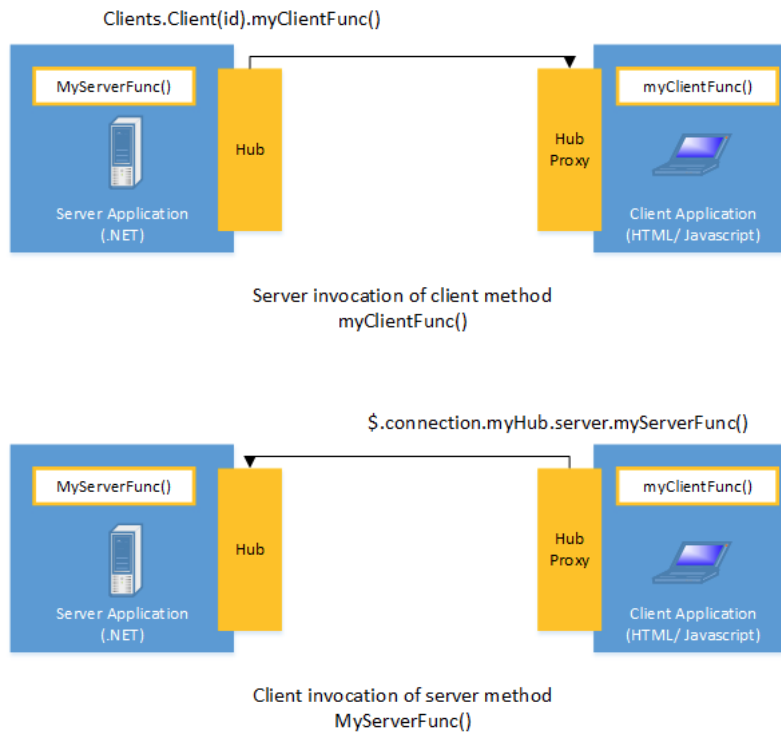 Clients.Client(id).myClientFunc()
MyServerFunc()
Hub
Server Application
(.NET)
Hub
Proxy
myClientFunc()
Client Application
(HTML/ Javascript)
Server invocation of client method
myClientFunc()
$.connection.myHub.server.myServerFunc()
MyServerFunc()
Hub
Server Application
(.NET)
Hub
Proxy
myClientFunc()
Client Application
(HTML/ Javascript)
Client invocation of server method
MyServerFunc()